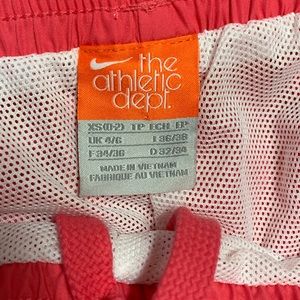 the
athletic
dept.
XS(0-2) TP ECH EP
UK 4/6 I 36/38
F 34/36 D 32/34
MADE IN VIETNAM
FABRIQUE AU VIETNAM